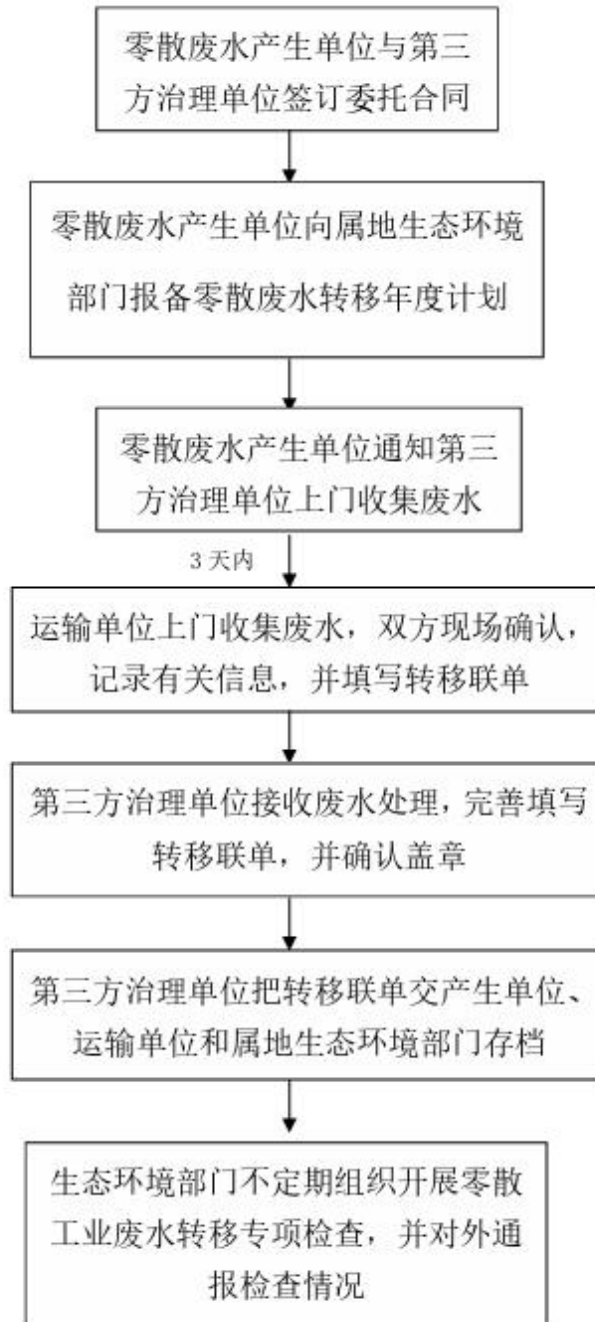 零散废水产生单位与第三
方治理单位签订委托合同
零散废水产生单位向属地生态环境
部门报备零散废水转移年度计划
零散废水产生单位通知第三
方治理单位上门收集废水
3 天内
运输单位上门收集废水，双方现场确认，
记录有关信息，并填写转移联单
第三方治理单位接收废水处理，完善填写
转移联单，并确认盖章
第三方治理单位把转移联单交产生单位、
运输单位和属地生态环境部门存档
生态环境部门不定期组织开展零散
工业废水转移专项检查，并对外通
报检查情况